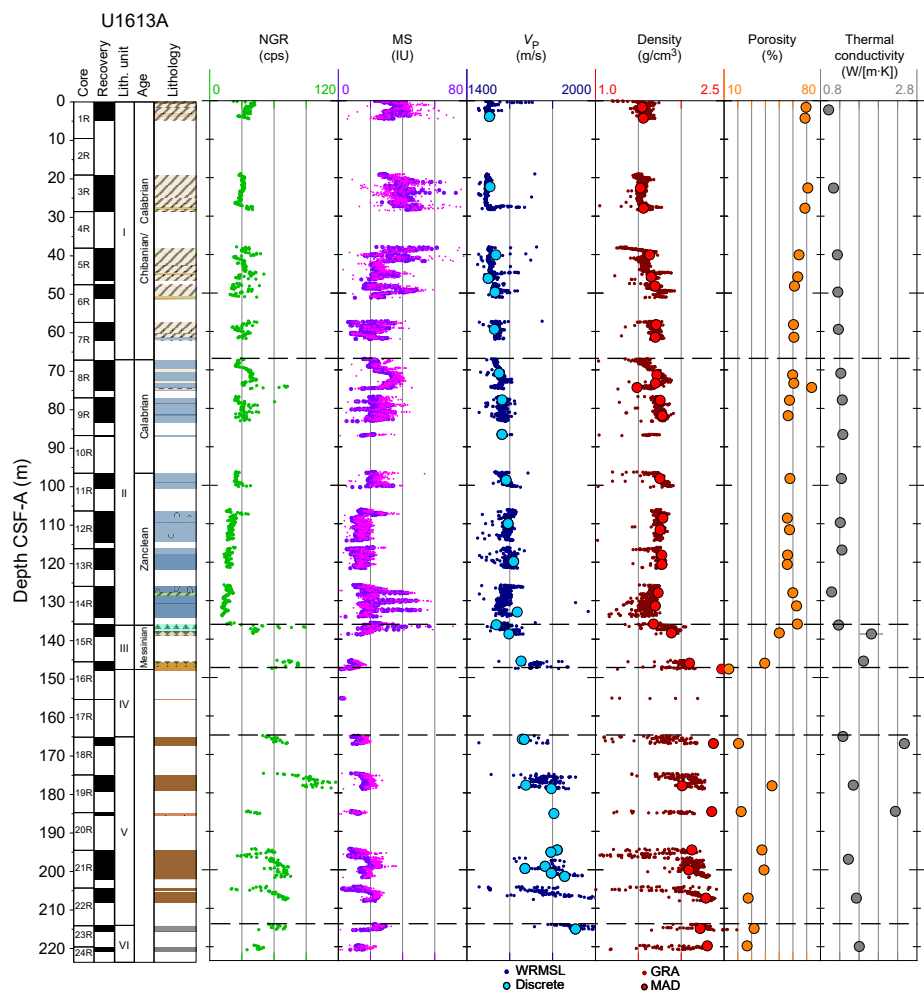 U1613A
Core
Recovery
Lith. unit
Age
Lithology
NGR
(cps)
MS
(IU)
VP
(m/s)
Density
(g/cm³)
Porosity
(%)
Thermal
conductivity
(W/[m·K])
0 120
0 80
1400 2000
1.0 2.5
10 80
0.8 2.8
Depth CSF-A (m)
0
10
20
30
40
50
60
70
80
90
100
110
120
130
140
150
160
170
180
190
200
210
220
1R
2R
3R
4R
5R
6R
7R
8R
9R
10R
11R
12R
13R
14R
15R
16R
17R
18R
19R
20R
21R
22R
23R
24R
I
II
III
IV
V
VI
Chibanian/
Calabrian
Calabrian
Zanclean
Messinian
WRMSL
Discrete
GRA
MAD